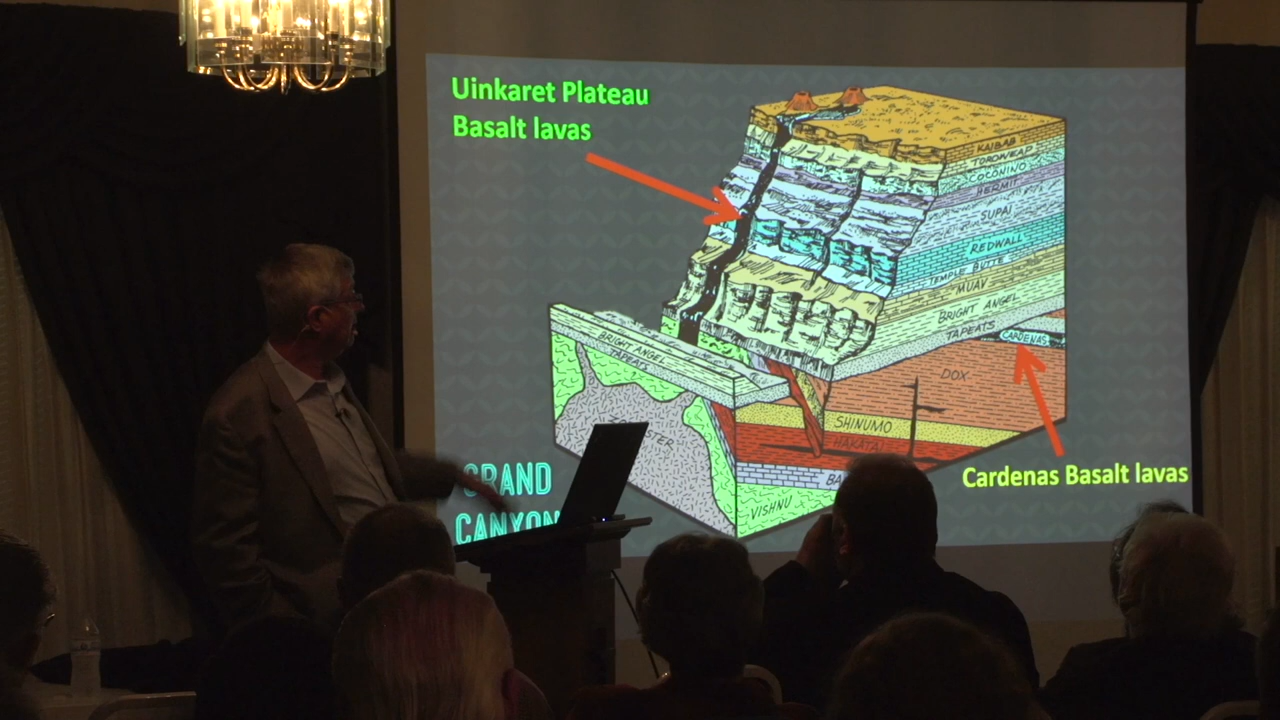 Uinkaret Plateau
Basalt lavas
KAIBAB
TOROWEAP
COCONINO
HERMIT
SUPAI
REDWALL
TEMPLE BUTTE
MUAV
BRIGHT ANGEL
TAPEATS
CARDENAS
BRIGHT ANGEL
TAPEATS
DOX
SHINUMO
HAKATAI
VISHNU
Cardenas Basalt lavas
GRAND
CANYON